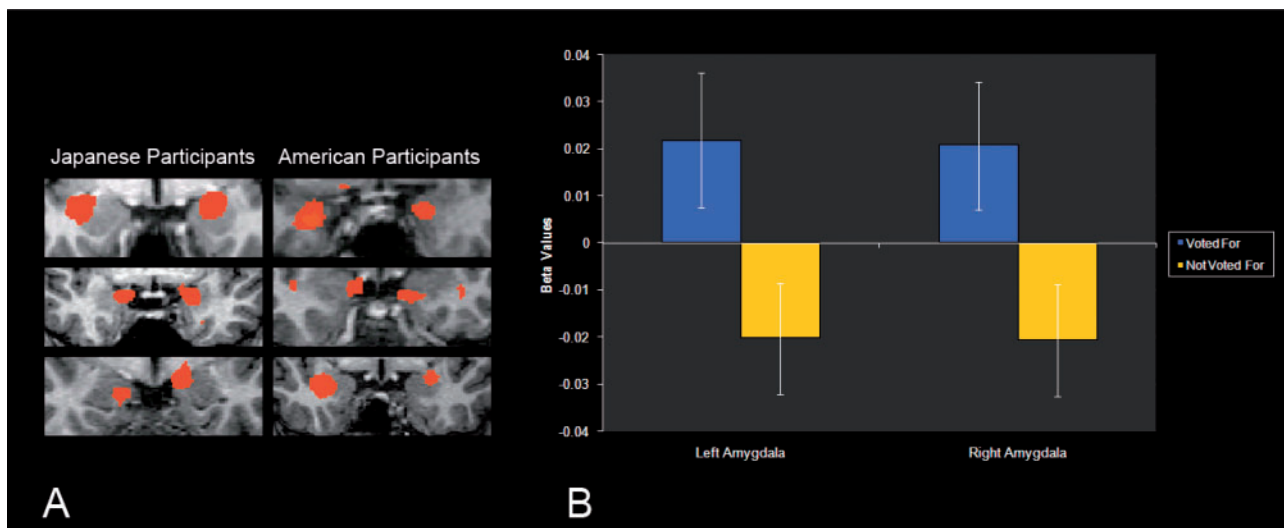 Japanese Participants
American Participants
A
0.04
0.03
0.02
0.01
0
-0.01
-0.02
-0.03
-0.04
Beta Values
Left Amygdala
Right Amygdala
Voted For
Not Voted For
B